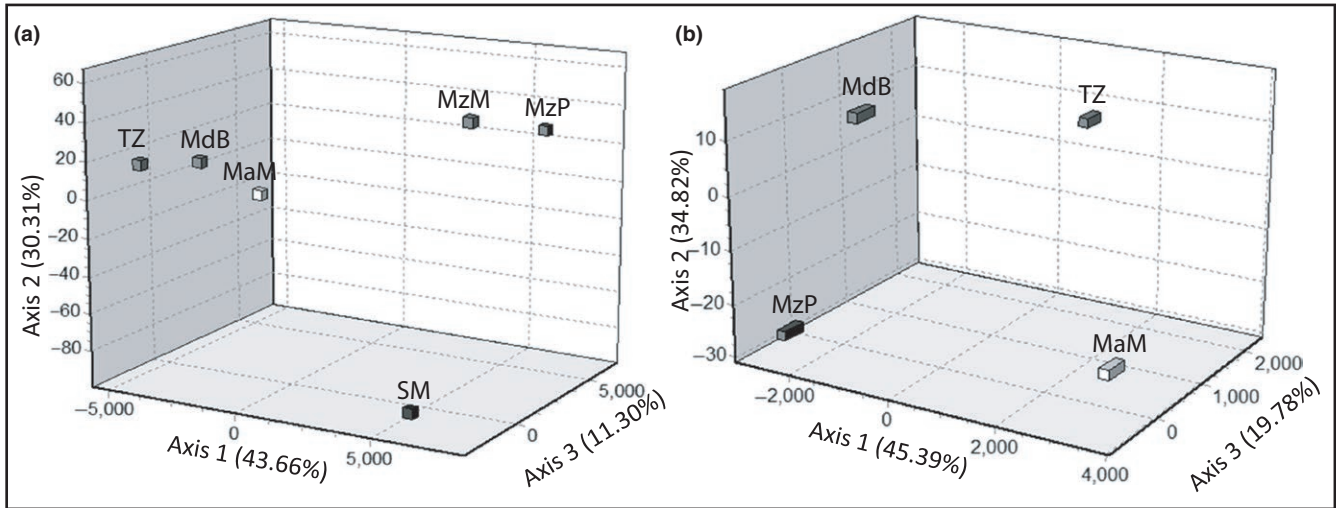 (a)
60
40
20
0
–20
–40
–60
–80
Axis 2 (30.31%)
TZ
MdB
MaM
MzM
MzP
SM
–5,000
0
5,000
Axis 1 (43.66%)
0
5,000
Axis 3 (11.30%)
(b)
10
0
–10
–20
–30
Axis 2 (34.82%)
MdB
TZ
MzP
MaM
–2,000
0
2,000
4,000
Axis 1 (45.39%)
0
1,000
2,000
Axis 3 (19.78%)